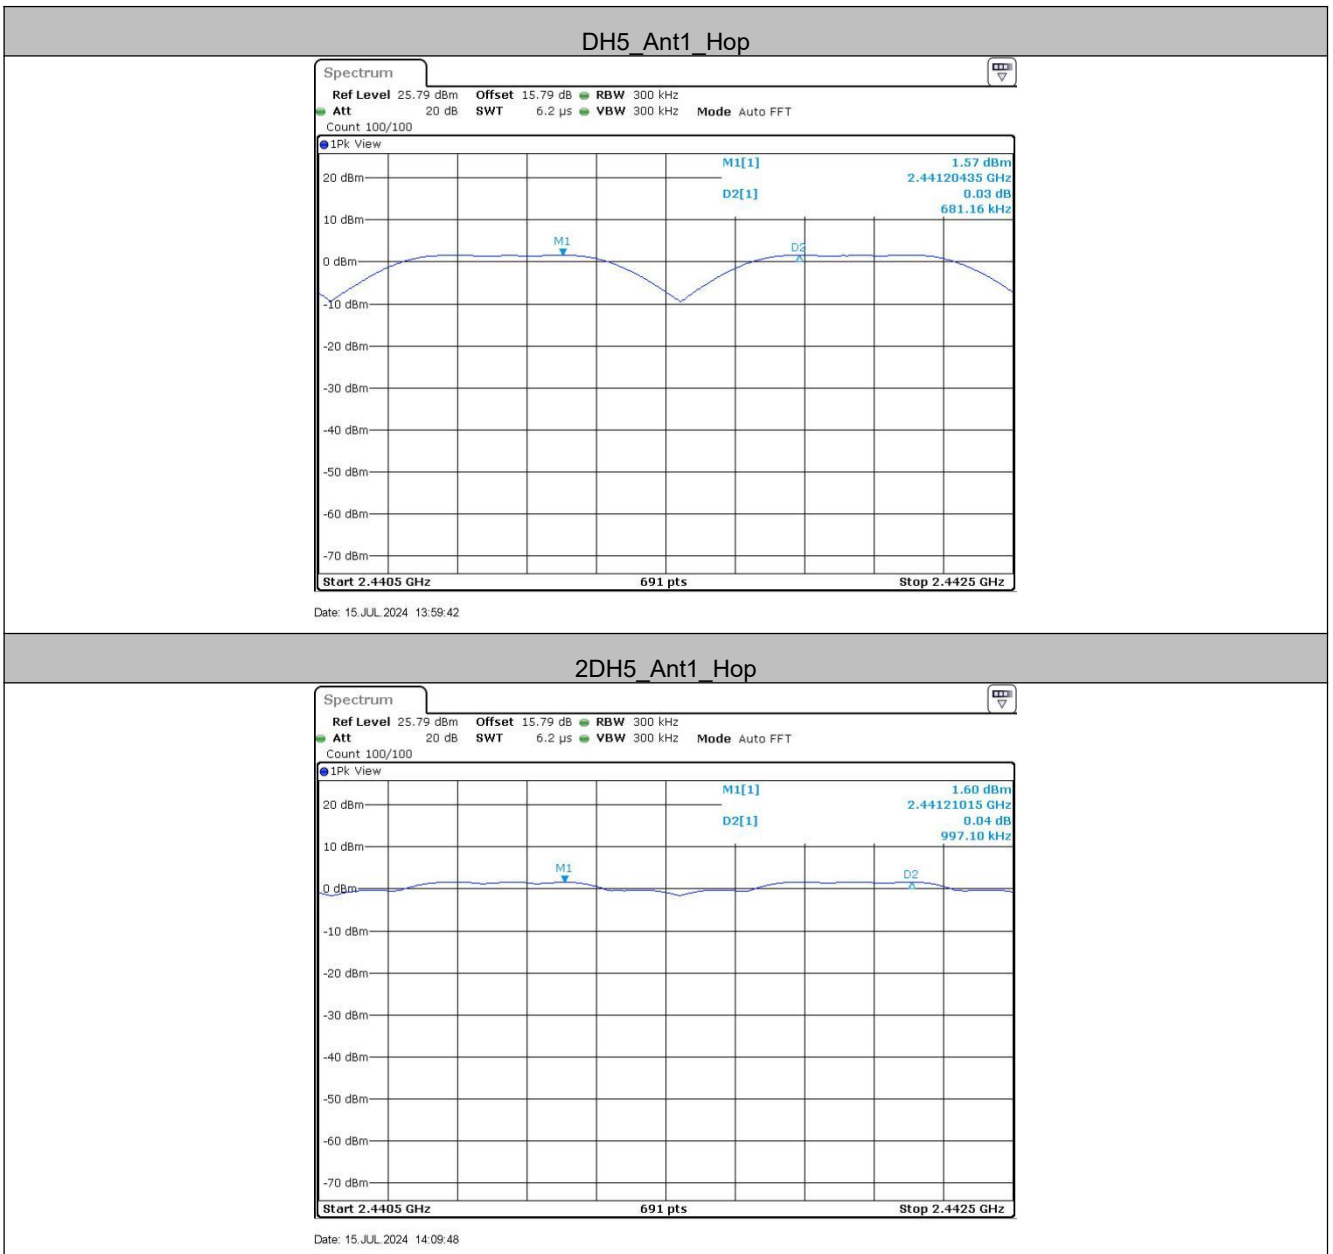 DH5_Ant1_Hop
Spectrum
Ref Level 25.79 dBm Offset 15.79 dB RBW 300 kHz
Att 20 dB SWT 6.2 µs VBW 300 kHz Mode Auto FFT
Count 100/100
1Pk View
M1[1] 1.57 dBm
2.44120435 GHz
D2[1] 0.03 dB
681.16 kHz
20 dBm
10 dBm
M1
D2
0 dBm
-10 dBm
-20 dBm
-30 dBm
-40 dBm
-50 dBm
-60 dBm
-70 dBm
Start 2.4405 GHz 691 pts Stop 2.4425 GHz
Date: 15.JUL.2024 13:59:42
2DH5_Ant1_Hop
Spectrum
Ref Level 25.79 dBm Offset 15.79 dB RBW 300 kHz
Att 20 dB SWT 6.2 µs VBW 300 kHz Mode Auto FFT
Count 100/100
1Pk View
M1[1] 1.60 dBm
2.44121015 GHz
D2[1] 0.04 dB
997.10 kHz
20 dBm
10 dBm
M1
D2
0 dBm
-10 dBm
-20 dBm
-30 dBm
-40 dBm
-50 dBm
-60 dBm
-70 dBm
Start 2.4405 GHz 691 pts Stop 2.4425 GHz
Date: 15.JUL.2024 14:09:48